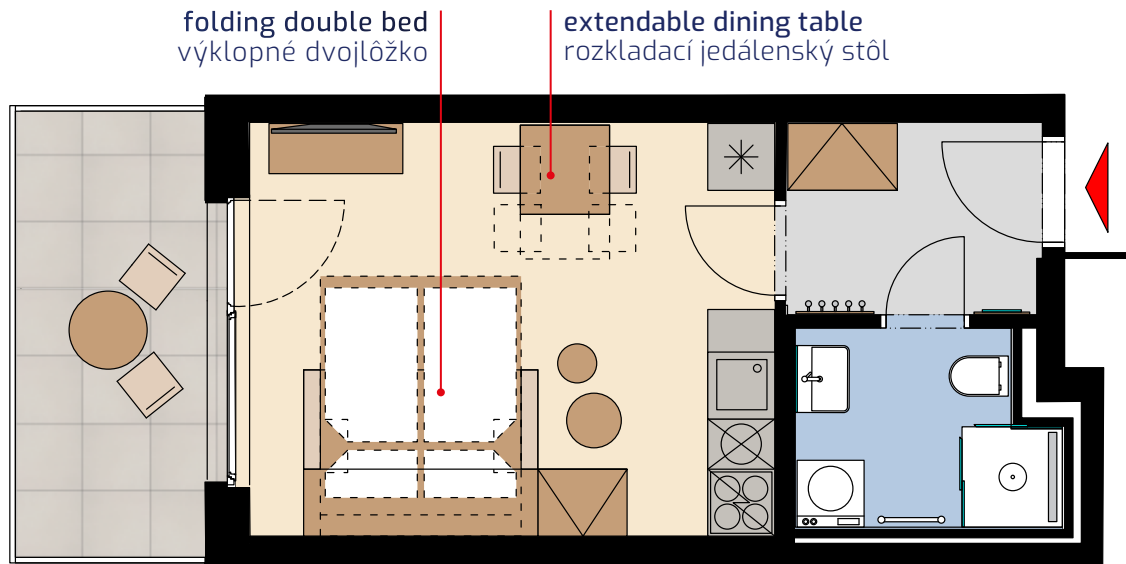 folding double bed
výklopné dvojlôžko
extendable dining table
rozkladací jedálenský stôl